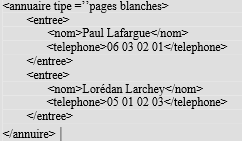 <annuaire tipe =’’pages blanches>
<entree>
<nom>Paul Lafargue</nom>
<telephone>06 03 02 01</telephone>
</entree>
<entree>
<nom>Lorédan Larchey</nom>
<telephone>05 01 02 03</telephone>
</entree>
</annuire>